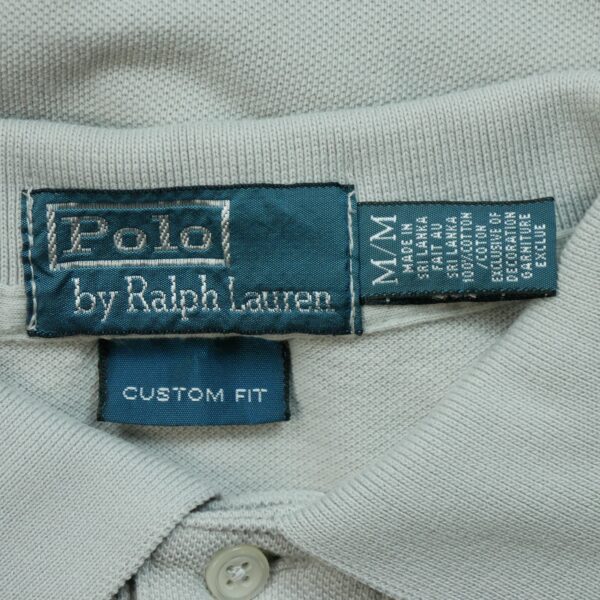 Polo
by Ralph Lauren
M/M
MADE IN
SRI LANKA
FAIT AU
SRI LANKA
100%COTTON
/COTON
EXCLUSIVE OF
DECORATION
GARNITURE
EXCLUE
CUSTOM FIT